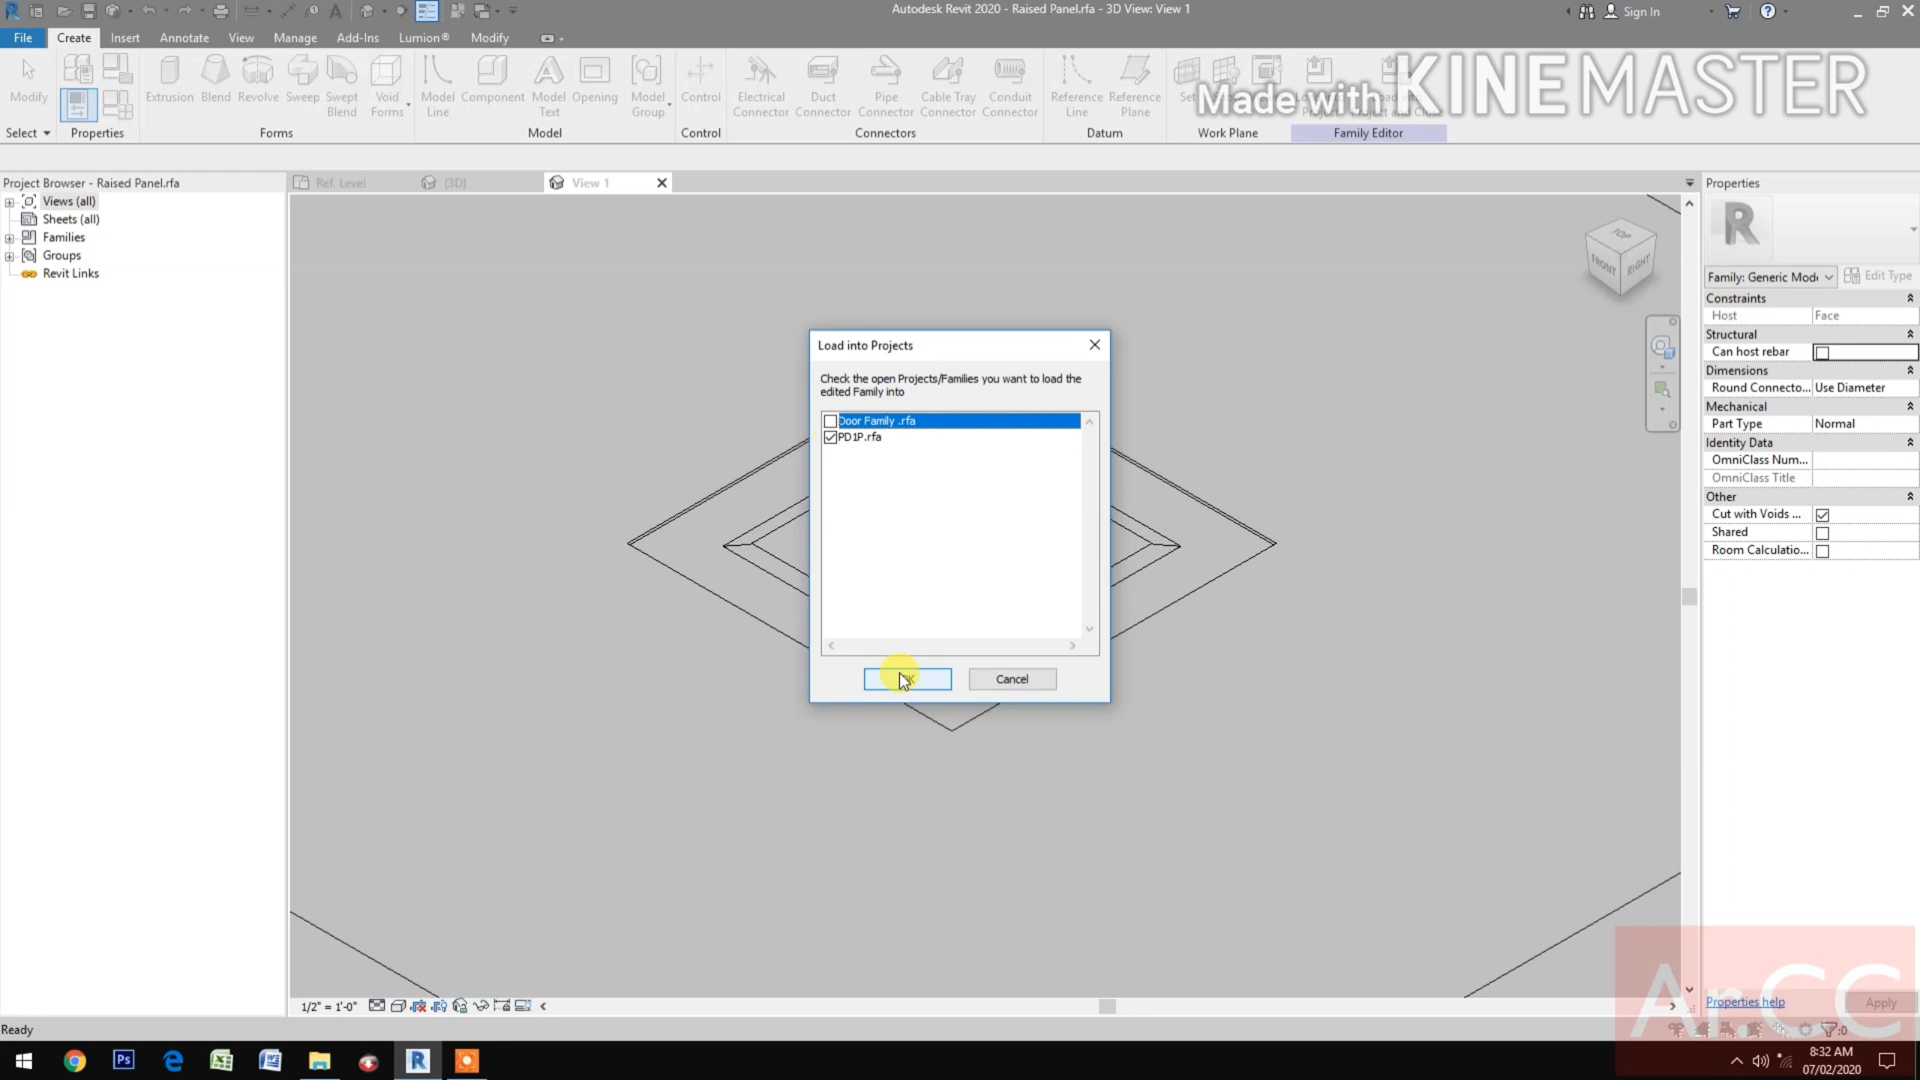 Autodesk Revit 2020 - Raised Panel.rfa - 3D View: View 1
Sign In
File Create Insert Annotate View Manage Add-Ins Lumion® Modify
Modify
Extrusion Blend Revolve Sweep Swept Blend Void Forms
Model Line Component Model Text Opening Model Group
Control
Electrical Connector Duct Connector Pipe Connector Cable Tray Connector Conduit Connector
Reference Line Reference Plane
Set
Made with KINEMASTER
Select Properties Forms Model Control Connectors Datum Work Plane Family Editor
Project Browser - Raised Panel.rfa
Views (all)
Sheets (all)
Families
Groups
Revit Links
Ref. Level
{3D}
View 1
TOP
FRONT
RIGHT
Load into Projects
Check the open Projects/Families you want to load the
edited Family into
Door Family .rfa
PD1P.rfa
Cancel
Properties
Family: Generic Mode
Edit Type
Constraints
Host Face
Structural
Can host rebar
Dimensions
Round Connecto... Use Diameter
Mechanical
Part Type Normal
Identity Data
OmniClass Num...
OmniClass Title
Other
Cut with Voids ...
Shared
Room Calculatio...
Properties help
Apply
Ar.CC
1/2" = 1'-0"
Ready
:0
8:32 AM
07/02/2020